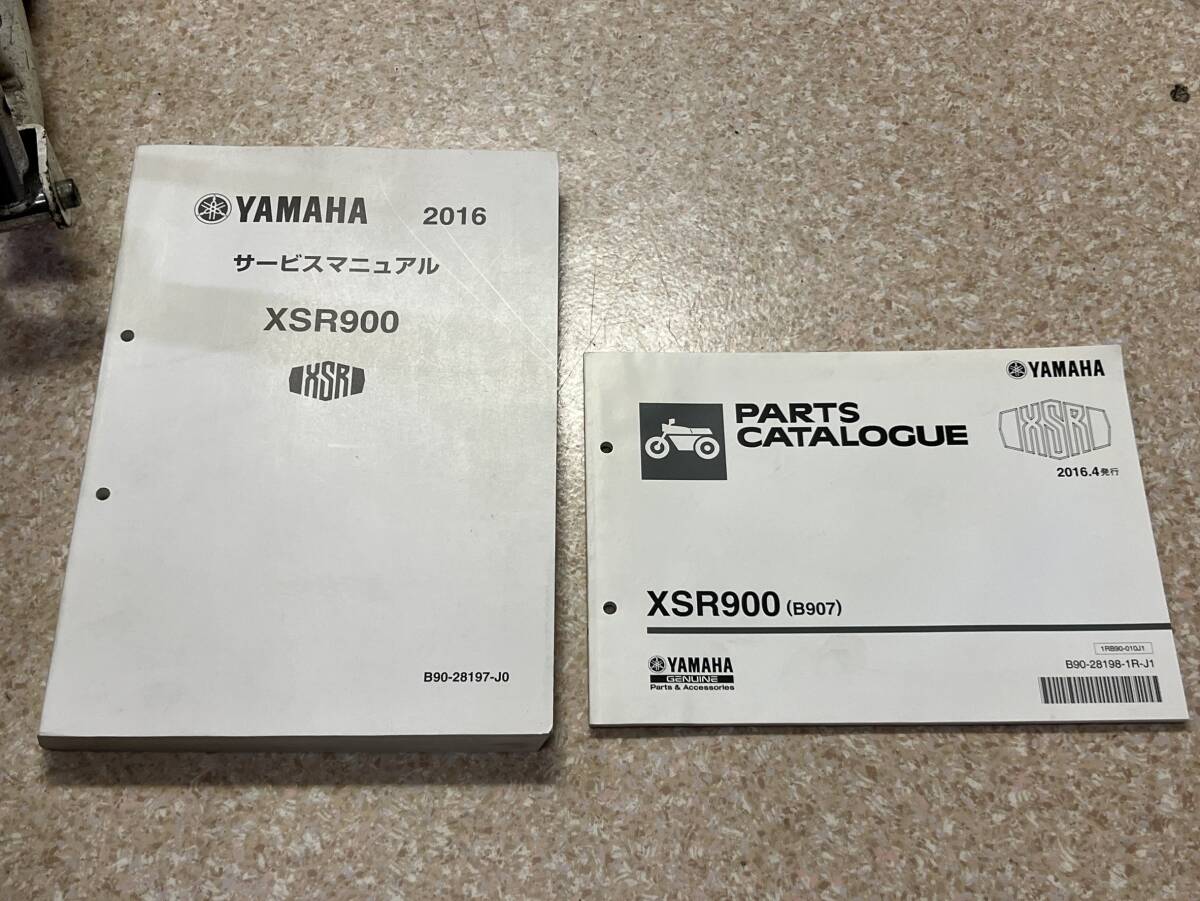 YAMAHA 2016
サービスマニュアル
XSR900
XSR
B90-28197-J0
YAMAHA
PARTS
CATALOGUE
XSR
2016.4発行
XSR900 (B907)
YAMAHA
GENUINE
Parts & Accessories
1RB90-010J1
B90-28198-1R-J1